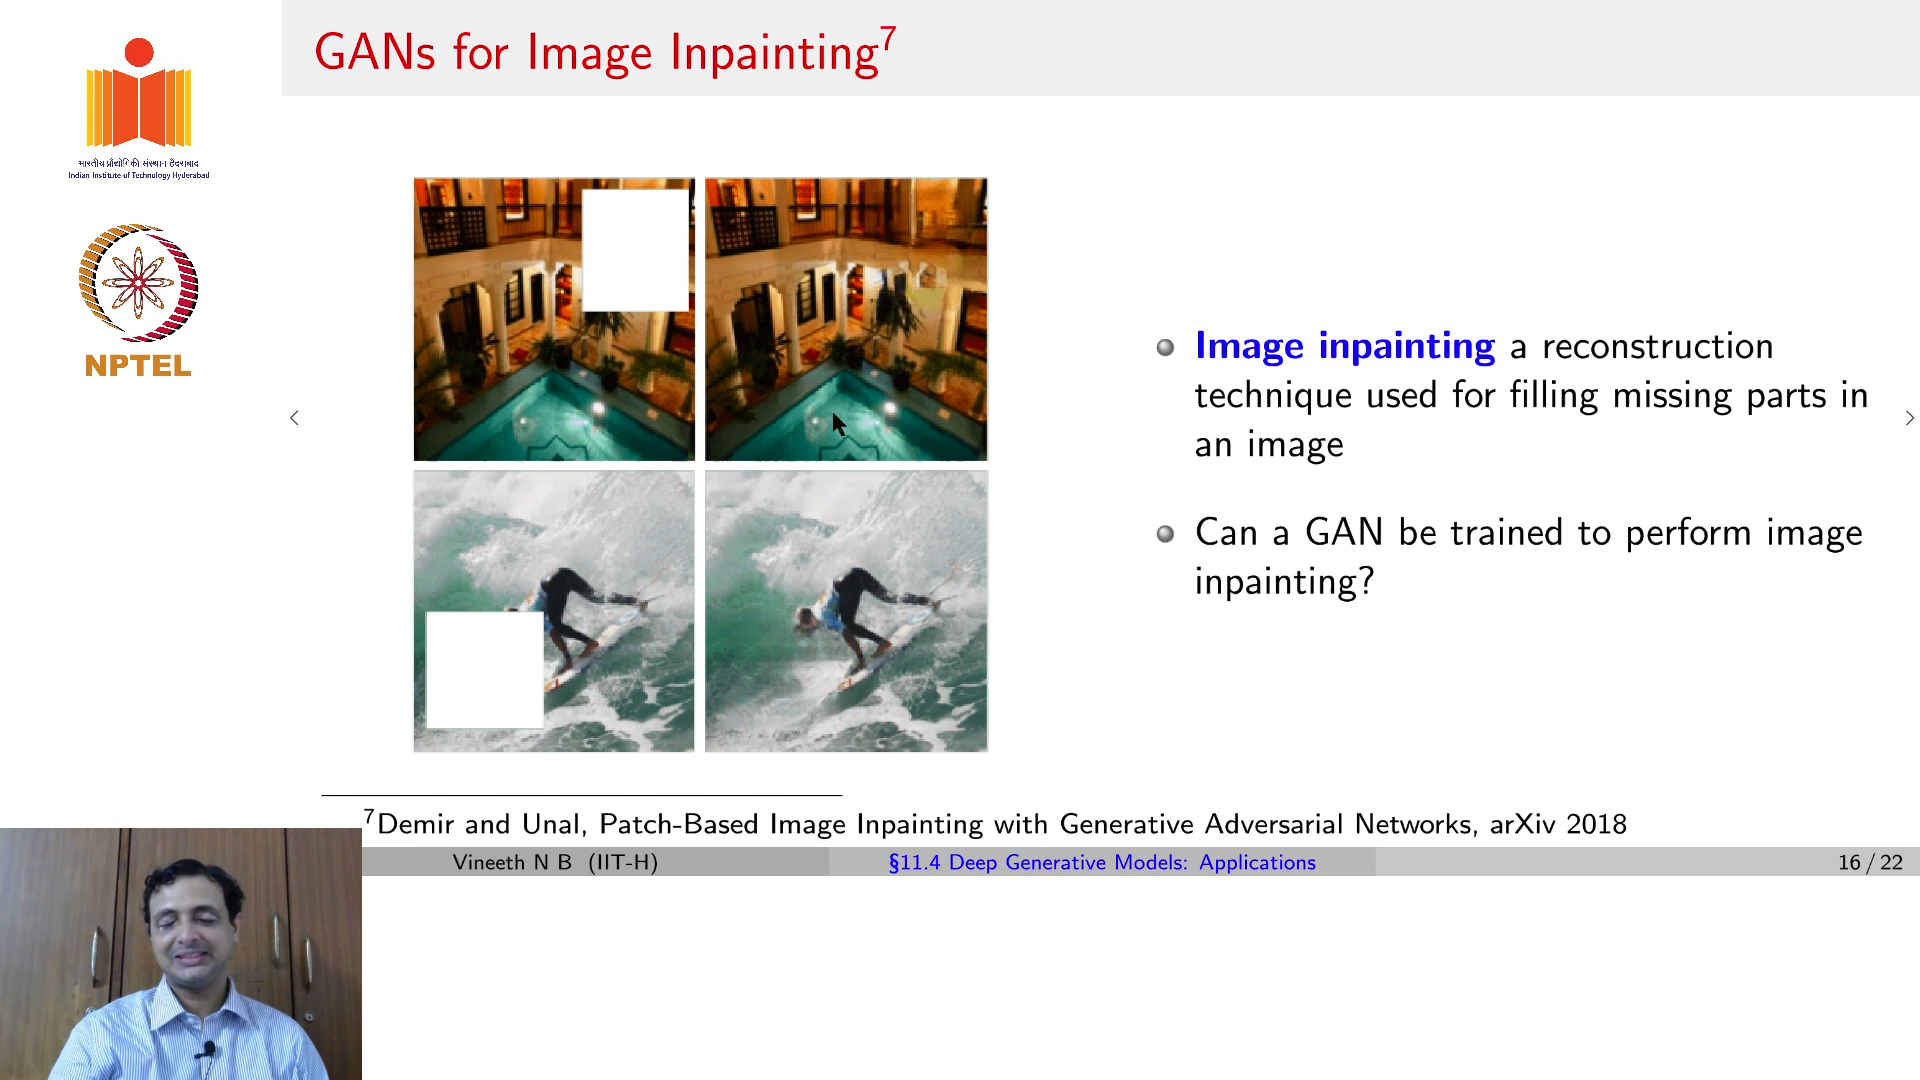 GANs for Image Inpainting7
भारतीय प्रौद्योगिकी संस्थान हैदराबाद
Indian Institute of Technology Hyderabad
NPTEL
Image inpainting a reconstruction
technique used for filling missing parts in
an image
Can a GAN be trained to perform image
inpainting?
7Demir and Unal, Patch-Based Image Inpainting with Generative Adversarial Networks, arXiv 2018
Vineeth N B (IIT-H) §11.4 Deep Generative Models: Applications 16 / 22